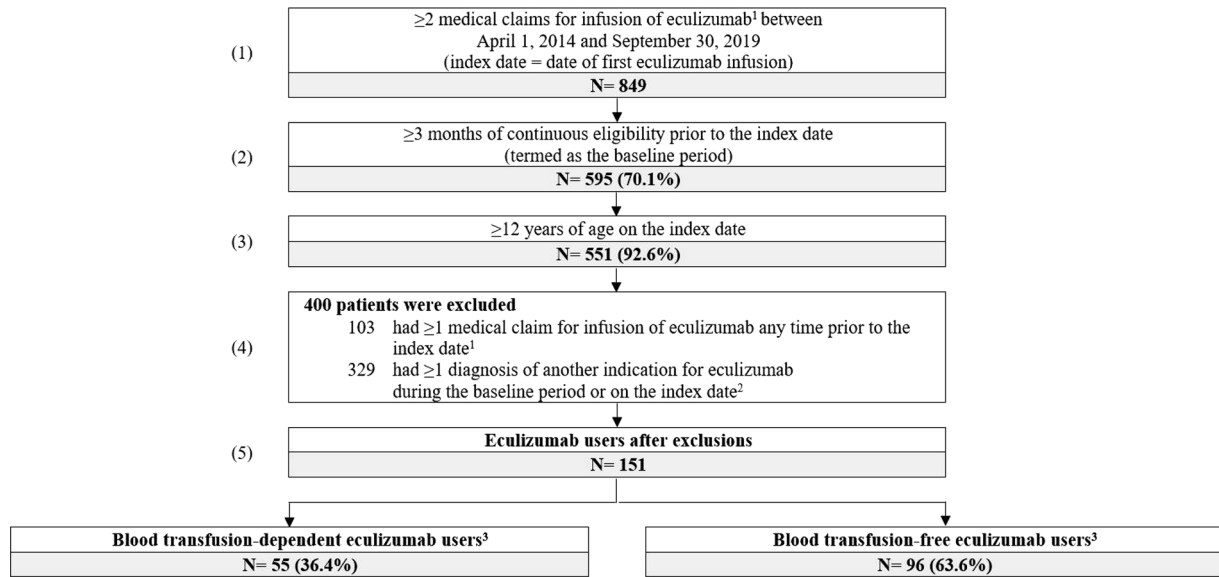 (1)
≥2 medical claims for infusion of eculizumab¹ between
April 1, 2014 and September 30, 2019
(index date = date of first eculizumab infusion)
N= 849
(2)
≥3 months of continuous eligibility prior to the index date
(termed as the baseline period)
N= 595 (70.1%)
(3)
≥12 years of age on the index date
N= 551 (92.6%)
(4)
400 patients were excluded
103 had ≥1 medical claim for infusion of eculizumab any time prior to the
index date¹
329 had ≥1 diagnosis of another indication for eculizumab
during the baseline period or on the index date²
(5)
Eculizumab users after exclusions
N= 151
Blood transfusion-dependent eculizumab users³
N= 55 (36.4%)
Blood transfusion-free eculizumab users³
N= 96 (63.6%)